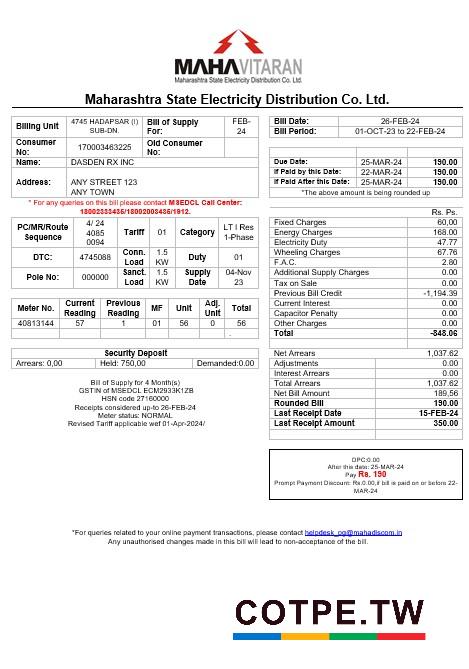 MAHAVITARAN
Maharashtra State Electricity Distribution Co. Ltd.
Maharashtra State Electricity Distribution Co. Ltd.
Billing Unit 4745 HADAPSAR (I) SUB-DN. Bill of Supply For: FEB-24
Consumer No: 170003463225 Old Consumer No:
Name: DASDEN RX INC
Address: ANY STREET 123
ANY TOWN
* For any queries on this bill please contact MSEDCL Call Center:
18002333435/18002003435/1912.
PC/MR/Route Sequence 4/ 24 4085 0094 Tariff 01 Category LT I Res 1-Phase
DTC: 4745088 Conn. Load 1.5 KW Duty 01
Pole No: 000000 Sanct. Load 1.5 KW Supply Date 04-Nov 23
Meter No. Current Reading Previous Reading MF Unit Adj. Unit Total
40813144 57 1 01 56 0 56
.
Security Deposit
Arrears: 0,00 Held: 750,00 Demanded:0.00
Bill of Supply for 4 Month(s)
GSTIN of MSEDCL ECM2933K1ZB
HSN code 27160000
Receipts considered up-to 26-FEB-24
Meter status: NORMAL
Revised Tariff applicable wef 01-Apr-2024/
Bill Date: 26-FEB-24
Bill Period: 01-OCT-23 to 22-FEB-24
Due Date: 25-MAR-24 190.00
If Paid by this Date: 22-MAR-24 190.00
If Paid After this Date: 25-MAR-24 190.00
*The above amount is being rounded up
Rs. Ps.
Fixed Charges 60,00
Energy Charges 168.00
Electricity Duty 47.77
Wheeling Charges 67.76
F.A.C. 2.80
Additional Supply Charges 0.00
Tax on Sale 0.00
Previous Bill Credit -1,194.39
Current Interest 0.00
Capacitor Penalty 0.00
Other Charges 0.00
Total -848.06
Net Arrears 1,037.62
Adjustments 0.00
Interest Arrears 0.00
Total Arrears 1,037.62
Net Bill Amount 189,56
Rounded Bill 190.00
Last Receipt Date 15-FEB-24
Last Receipt Amount 350.00
DPC:0.00
After this date: 25-MAR-24
Pay Rs. 190
Prompt Payment Discount: Rs.0.00,if bill is paid on or before 22-
MAR-24
*For queries related to your online payment transactions, please contact helpdesk_pg@mahadiscom.in
Any unauthorised changes made in this bill will lead to non-acceptance of the bill.
COTPE.TW